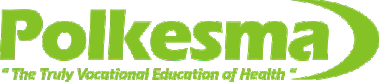 Polkesma
" The Truly Vocational Education of Health "